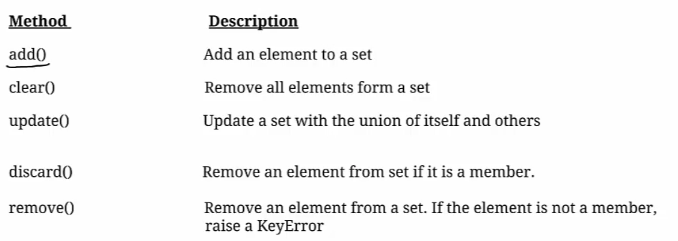 Method Description
add() Add an element to a set
clear() Remove all elements form a set
update() Update a set with the union of itself and others
discard() Remove an element from set if it is a member.
remove() Remove an element from a set. If the element is not a member,
raise a KeyError